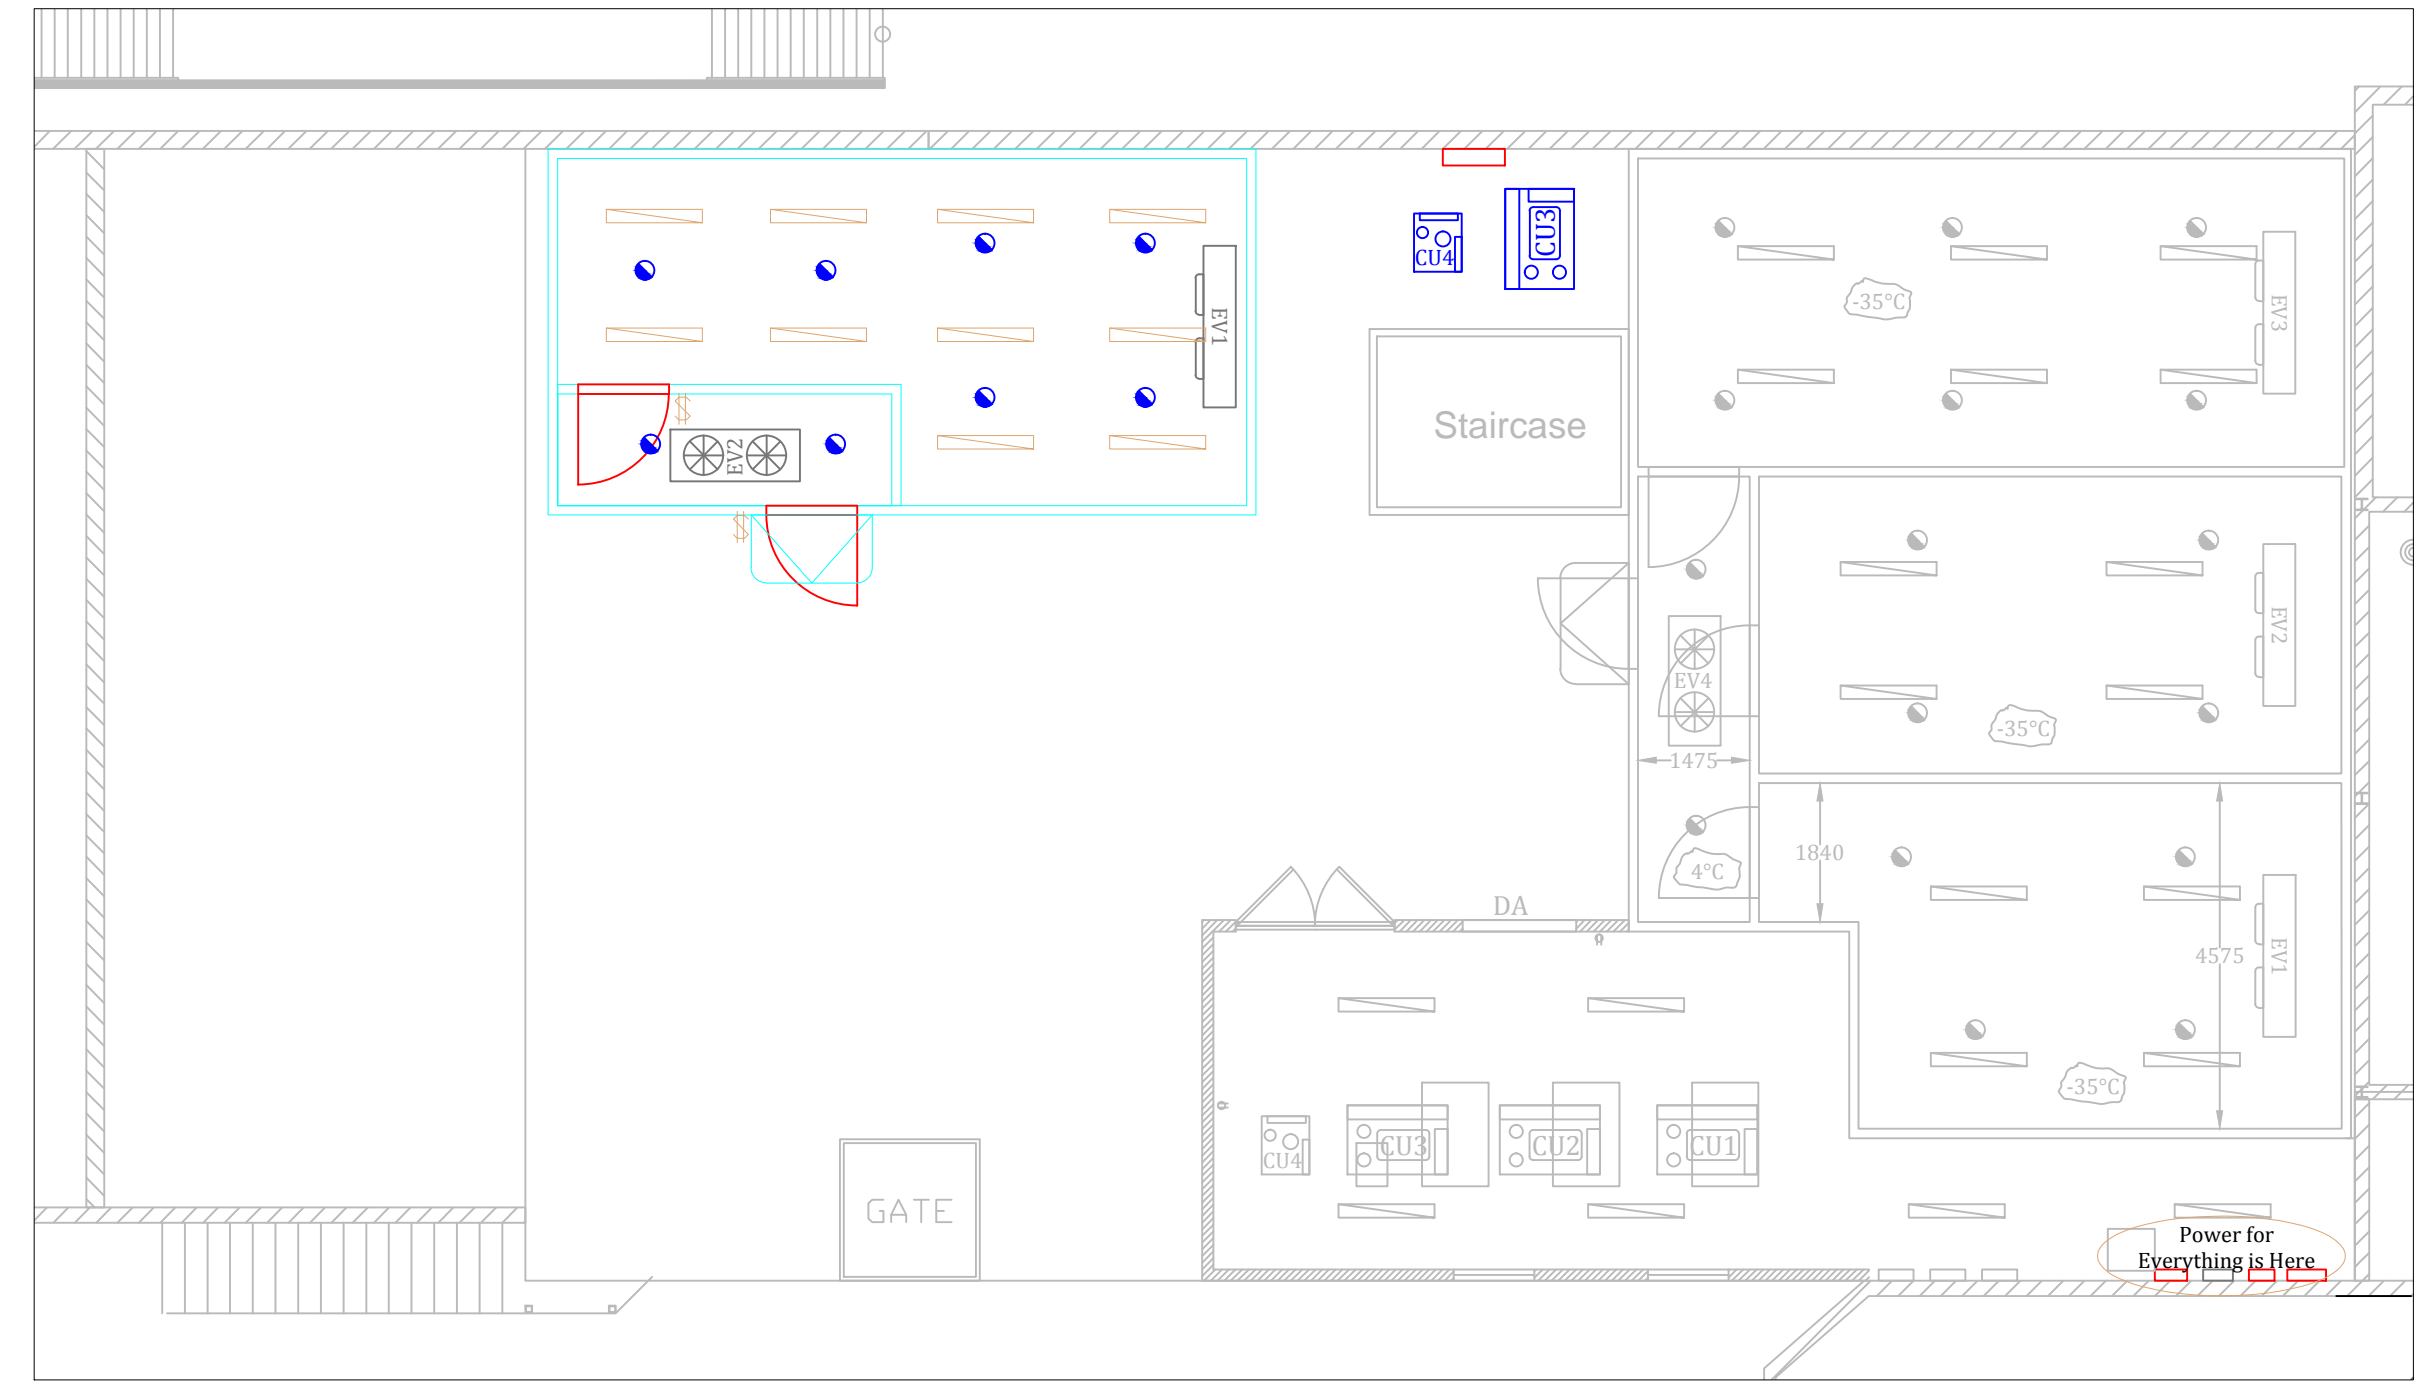 CU3
CU4
EV1
-35°C
EV3
Staircase
EV2
EV2
EV4
-35°C
1475
1840
4°C
DA
4575
EV1
-35°C
CU4
CU3
CU2
CU1
GATE
Power for
Everything is Here
$
$
H
H
H